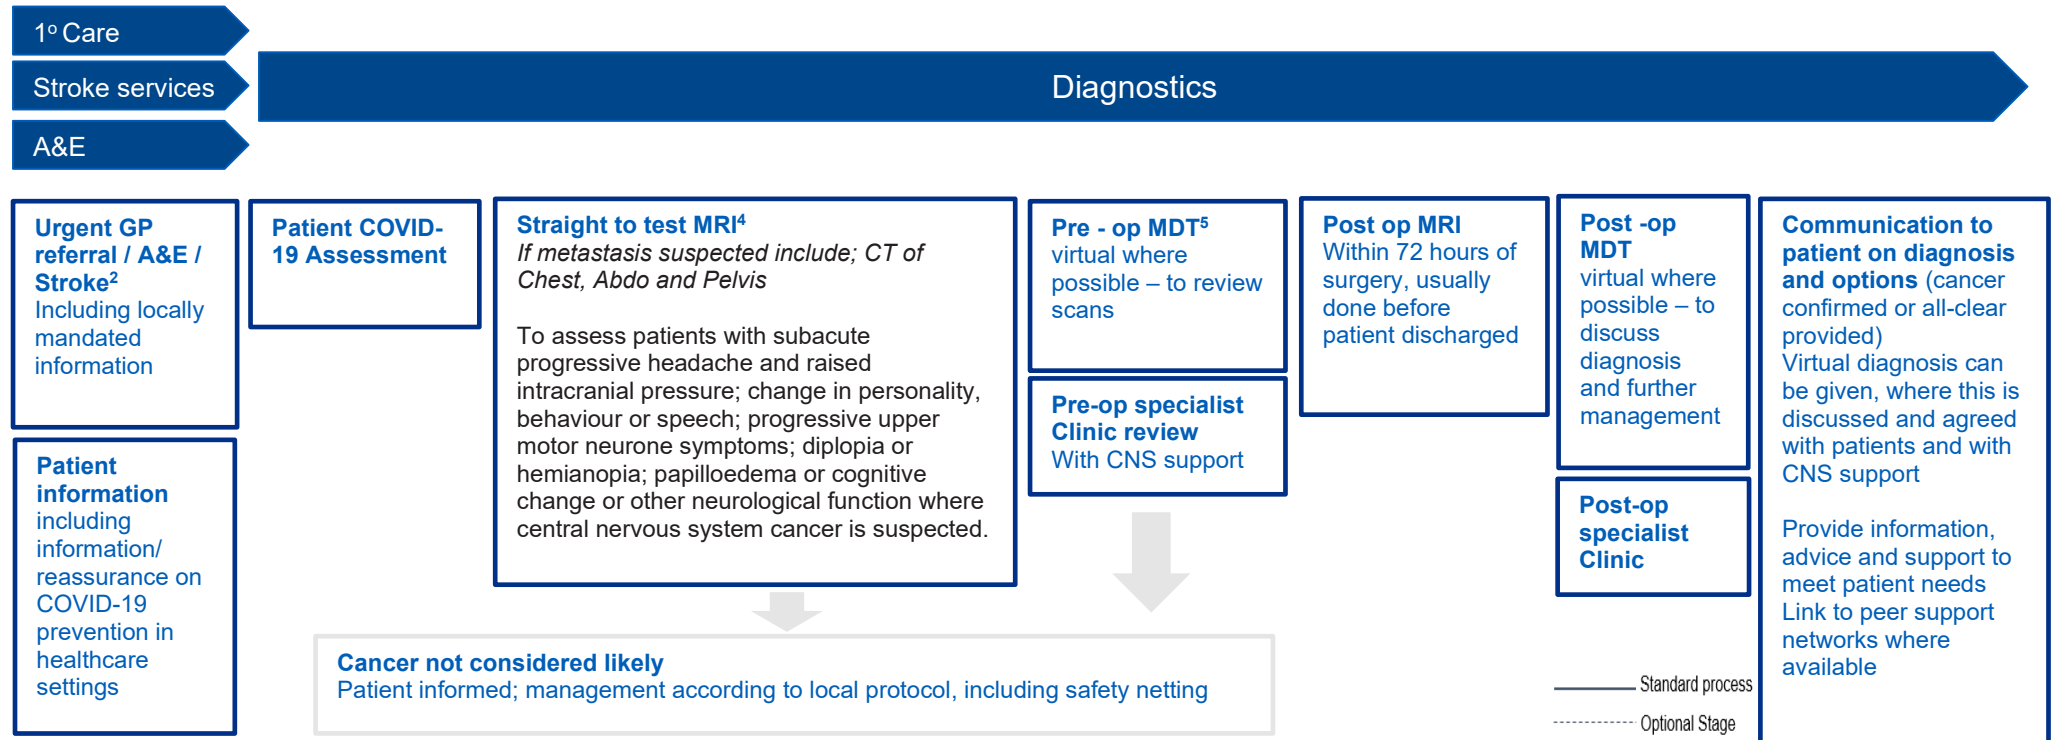 1º Care
Stroke services
A&E
Diagnostics
Urgent GP
referral / A&E /
Stroke²
Including locally
mandated
information
Patient
information
including
information/
reassurance on
COVID-19
prevention in
healthcare
settings
Patient COVID-
19 Assessment
Straight to test MRI⁴
If metastasis suspected include; CT of
Chest, Abdo and Pelvis
To assess patients with subacute
progressive headache and raised
intracranial pressure; change in personality,
behaviour or speech; progressive upper
motor neurone symptoms; diplopia or
hemianopia; papilloedema or cognitive
change or other neurological function where
central nervous system cancer is suspected.
Pre - op MDT⁵
virtual where
possible – to review
scans
Pre-op specialist
Clinic review
With CNS support
Cancer not considered likely
Patient informed; management according to local protocol, including safety netting
Post op MRI
Within 72 hours of
surgery, usually
done before
patient discharged
Post -op
MDT
virtual where
possible – to
discuss
diagnosis
and further
management
Post-op
specialist
Clinic
Communication to
patient on diagnosis
and options (cancer
confirmed or all-clear
provided)
Virtual diagnosis can
be given, where this is
discussed and agreed
with patients and with
CNS support
Provide information,
advice and support to
meet patient needs
Link to peer support
networks where
available
Standard process
Optional Stage